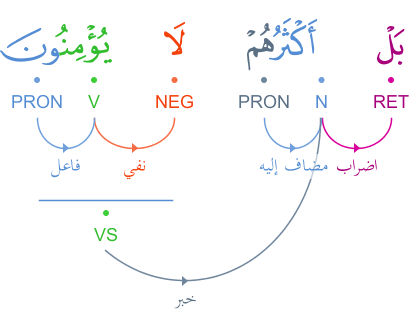 بَلْ أَكْثَرُهُمْ لَا يُؤْمِنُونَ
RET N PRON NEG V PRON
اضراب مضاف إليه نفي فاعل
VS
خبر